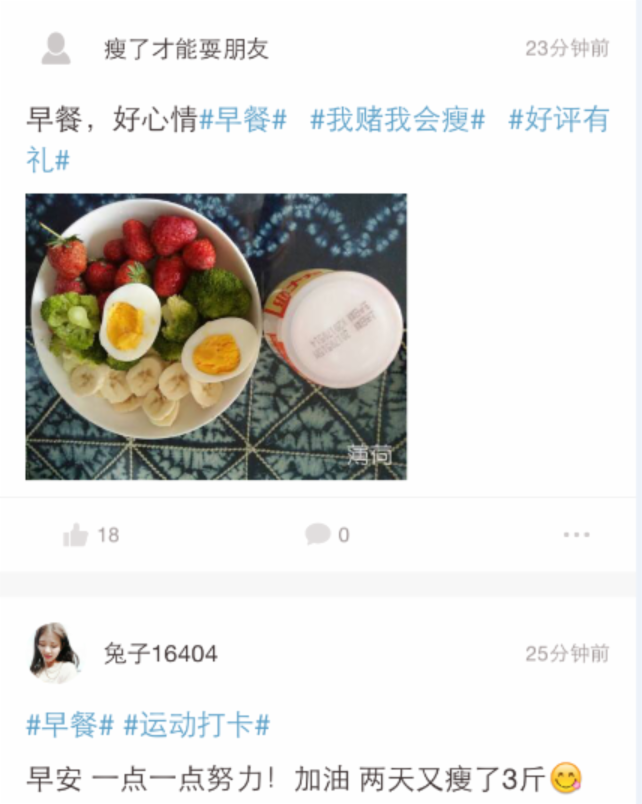 瘦了才能耍朋友
23分钟前
早餐，好心情#早餐# #我赌我会瘦# #好评有
礼#
薄荷
18
0
兔子16404
25分钟前
#早餐# #运动打卡#
早安 一点一点努力！加油 两天又瘦了3斤😋